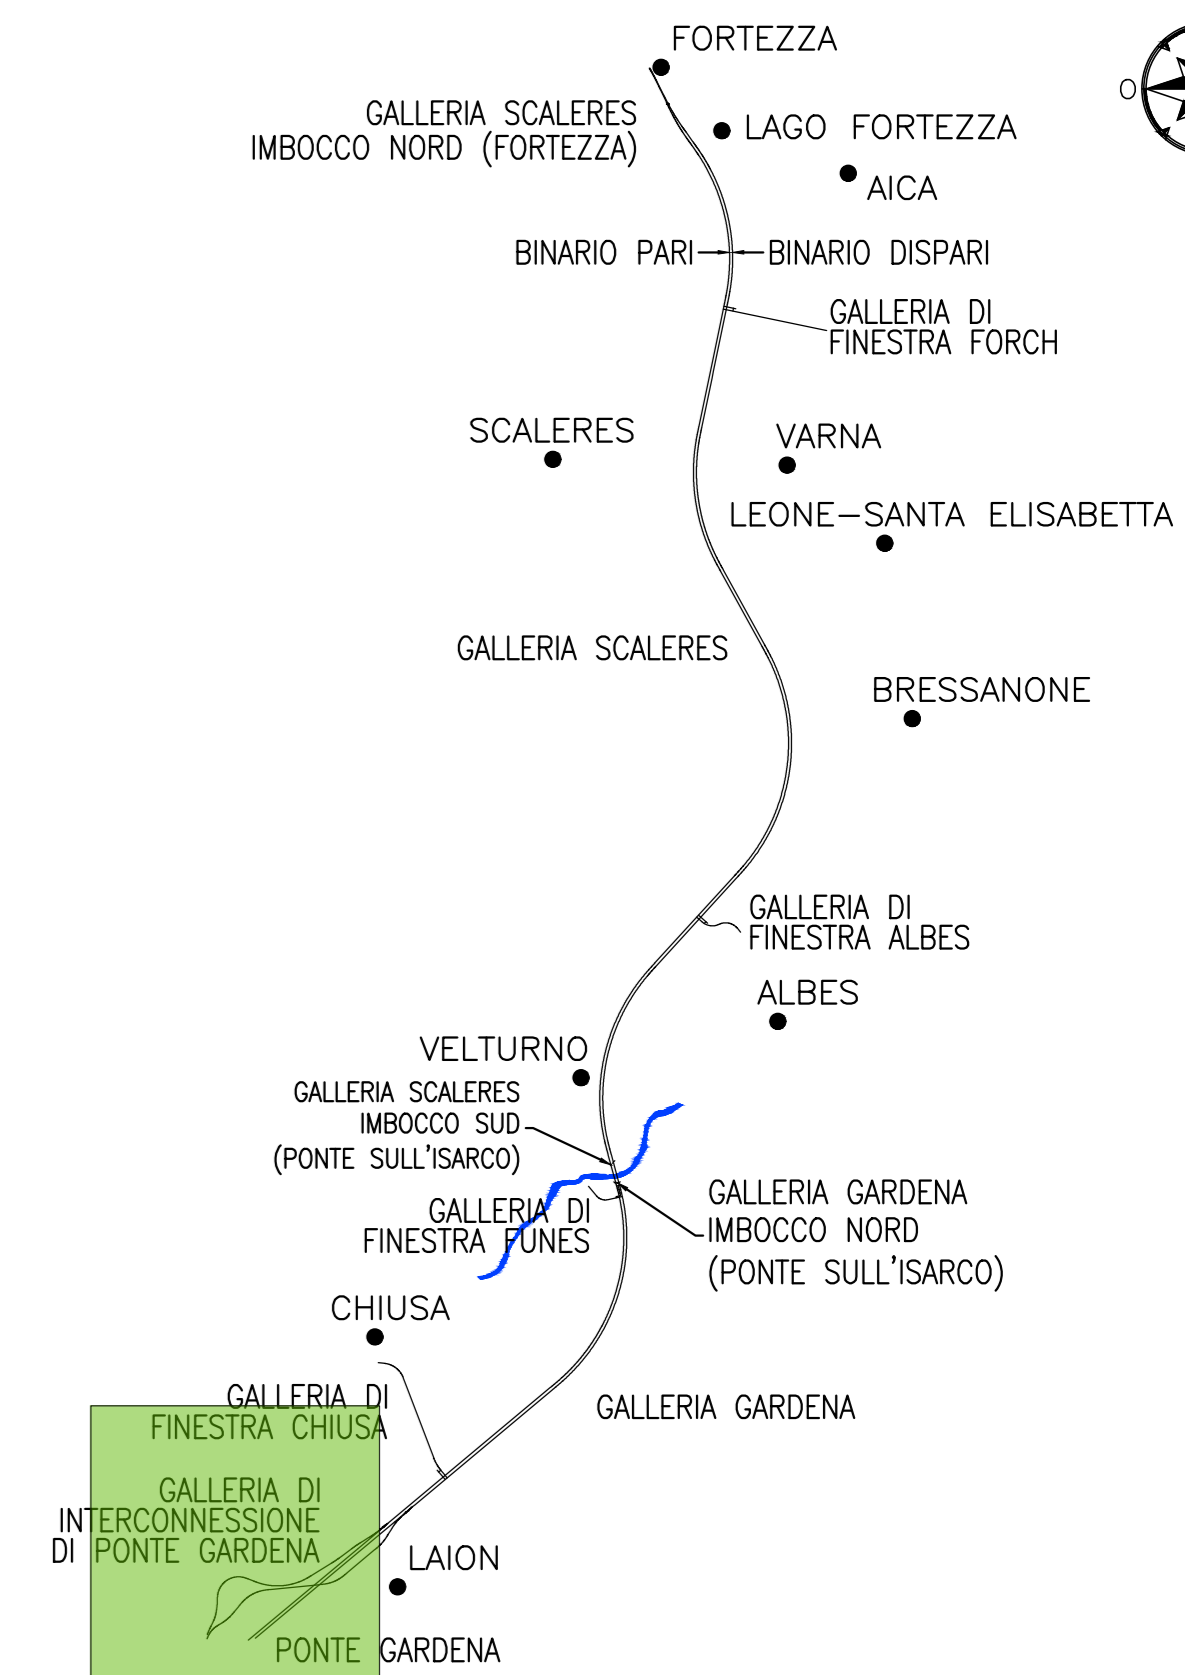 FORTEZZA
GALLERIA SCALERES
IMBOCCO NORD (FORTEZZA)
LAGO FORTEZZA
O
AICA
BINARIO PARI
BINARIO DISPARI
GALLERIA DI
FINESTRA FORCH
SCALERES
VARNA
LEONE-SANTA ELISABETTA
GALLERIA SCALERES
BRESSANONE
GALLERIA DI
FINESTRA ALBES
ALBES
VELTURNO
GALLERIA SCALERES
IMBOCCO SUD
(PONTE SULL'ISARCO)
GALLERIA DI
FINESTRA FUNES
GALLERIA GARDENA
IMBOCCO NORD
(PONTE SULL'ISARCO)
CHIUSA
GALLERIA DI
FINESTRA CHIUSA
GALLERIA GARDENA
GALLERIA DI
INTERCONNESSIONE
DI PONTE GARDENA
LAION
PONTE GARDENA